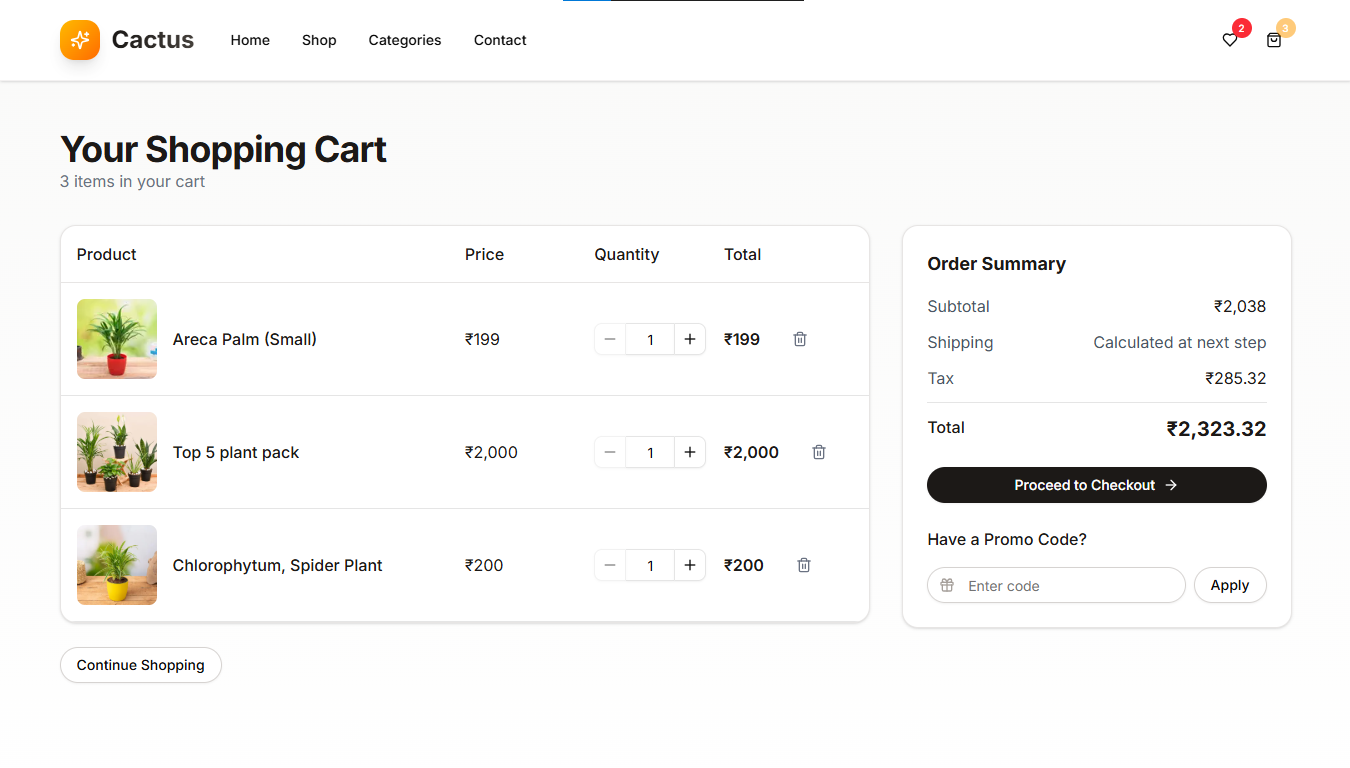 Cactus Home Shop Categories Contact 2 3
Your Shopping Cart
3 items in your cart
Product Price Quantity Total
Areca Palm (Small) ₹199 1 ₹199
Top 5 plant pack ₹2,000 1 ₹2,000
Chlorophytum, Spider Plant ₹200 1 ₹200
Continue Shopping
Order Summary
Subtotal ₹2,038
Shipping Calculated at next step
Tax ₹285.32
Total ₹2,323.32
Proceed to Checkout →
Have a Promo Code?
Enter code Apply